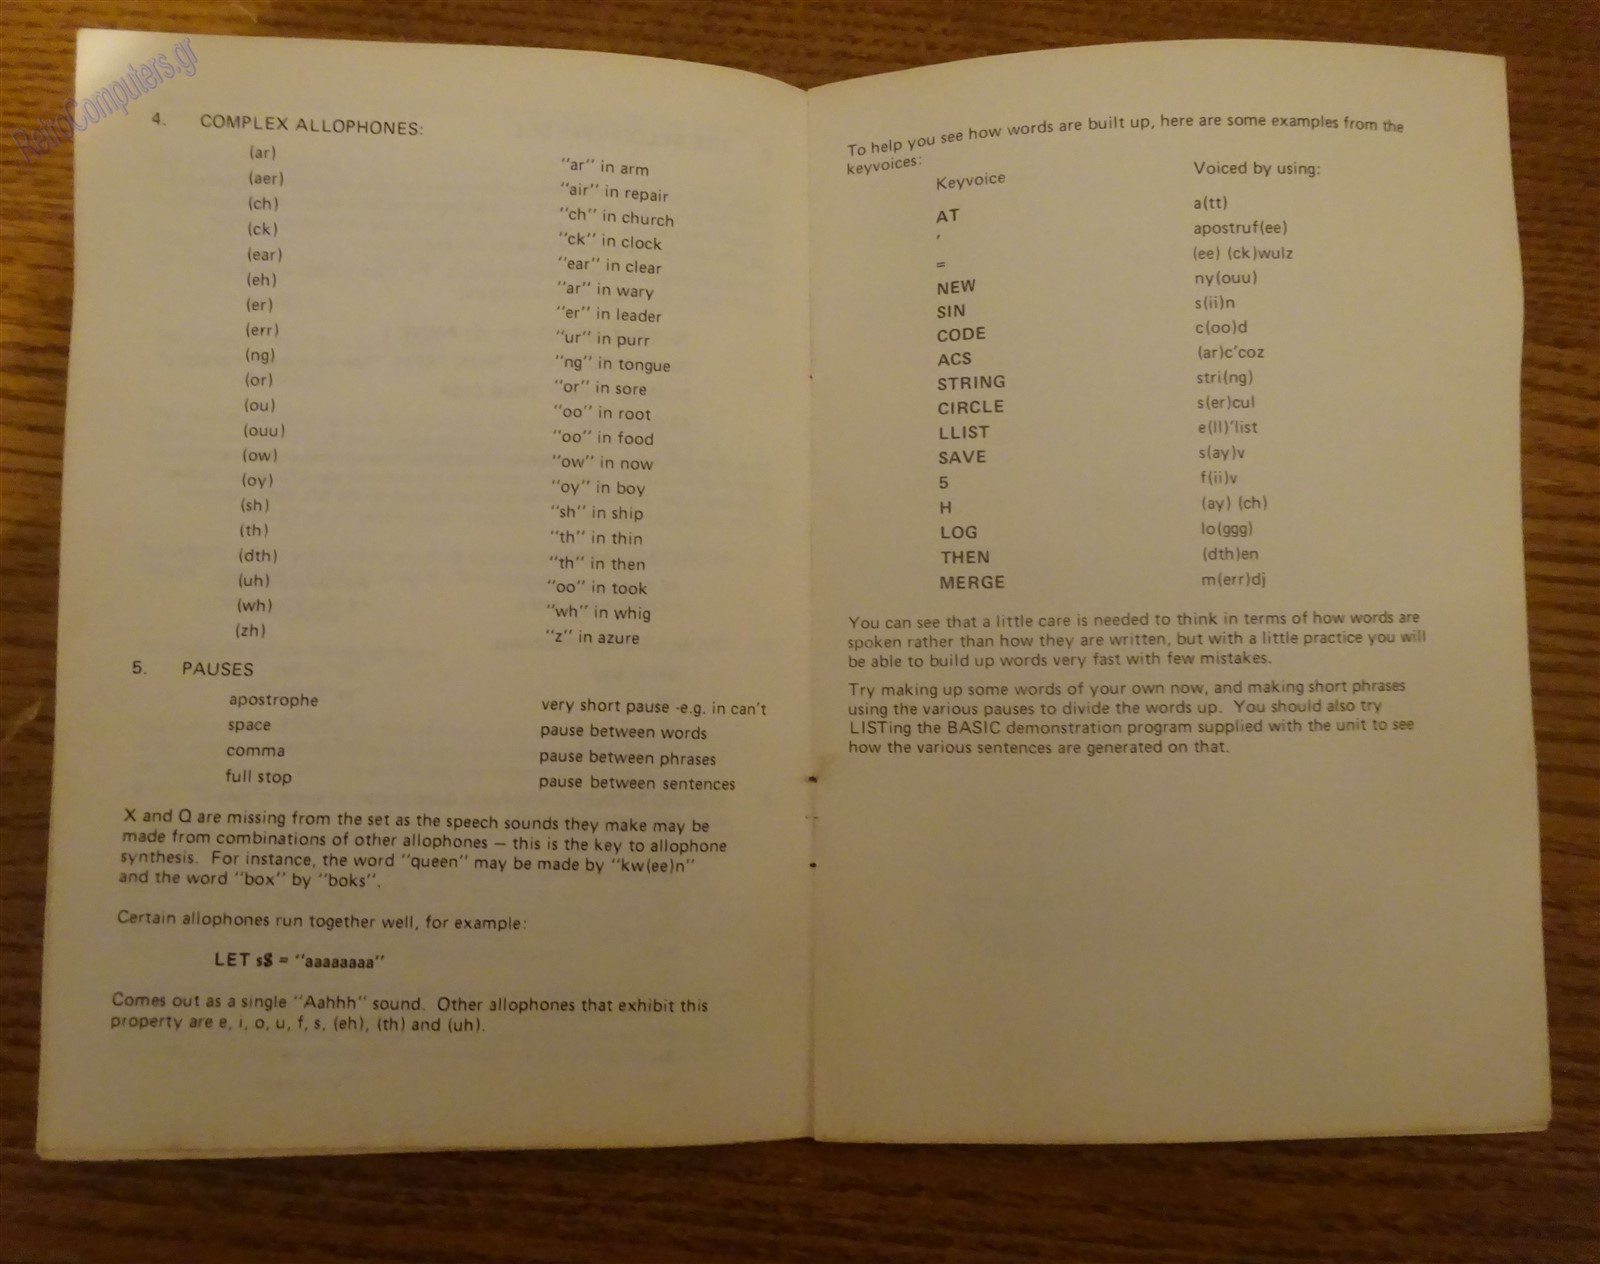 RetroComputers.gr
4. COMPLEX ALLOPHONES:
(ar) "ar" in arm
(aer) "air" in repair
(ch) "ch" in church
(ck) "ck" in clock
(ear) "ear" in clear
(eh) "ar" in wary
(er) "er" in leader
(err) "ur" in purr
(ng) "ng" in tongue
(or) "or" in sore
(ou) "oo" in root
(ouu) "oo" in food
(ow) "ow" in now
(oy) "oy" in boy
(sh) "sh" in ship
(th) "th" in thin
(dth) "th" in then
(uh) "oo" in took
(wh) "wh" in whig
(zh) "z" in azure
5. PAUSES
apostrophe very short pause -e.g. in can't
space pause between words
comma pause between phrases
full stop pause between sentences
X and Q are missing from the set as the speech sounds they make may be
made from combinations of other allophones — this is the key to allophone
synthesis. For instance, the word "queen" may be made by "kw(ee)n"
and the word "box" by "boks".
Certain allophones run together well, for example:
LET s$ = "aaaaaaaa"
Comes out as a single "Aahhh" sound. Other allophones that exhibit this
property are e, i, o, u, f, s, (eh), (th) and (uh).
To help you see how words are built up, here are some examples from the
keyvoices:
Keyvoice Voiced by using:
AT a(tt)
' apostruf(ee)
= (ee) (ck)wulz
NEW ny(ouu)
SIN s(ii)n
CODE c(oo)d
ACS (ar)c'coz
STRING stri(ng)
CIRCLE s(er)cul
LLIST e(ll)'list
SAVE s(ay)v
5 f(ii)v
H (ay) (ch)
LOG lo(ggg)
THEN (dth)en
MERGE m(err)dj
You can see that a little care is needed to think in terms of how words are
spoken rather than how they are written, but with a little practice you will
be able to build up words very fast with few mistakes.
Try making up some words of your own now, and making short phrases
using the various pauses to divide the words up. You should also try
LISTing the BASIC demonstration program supplied with the unit to see
how the various sentences are generated on that.